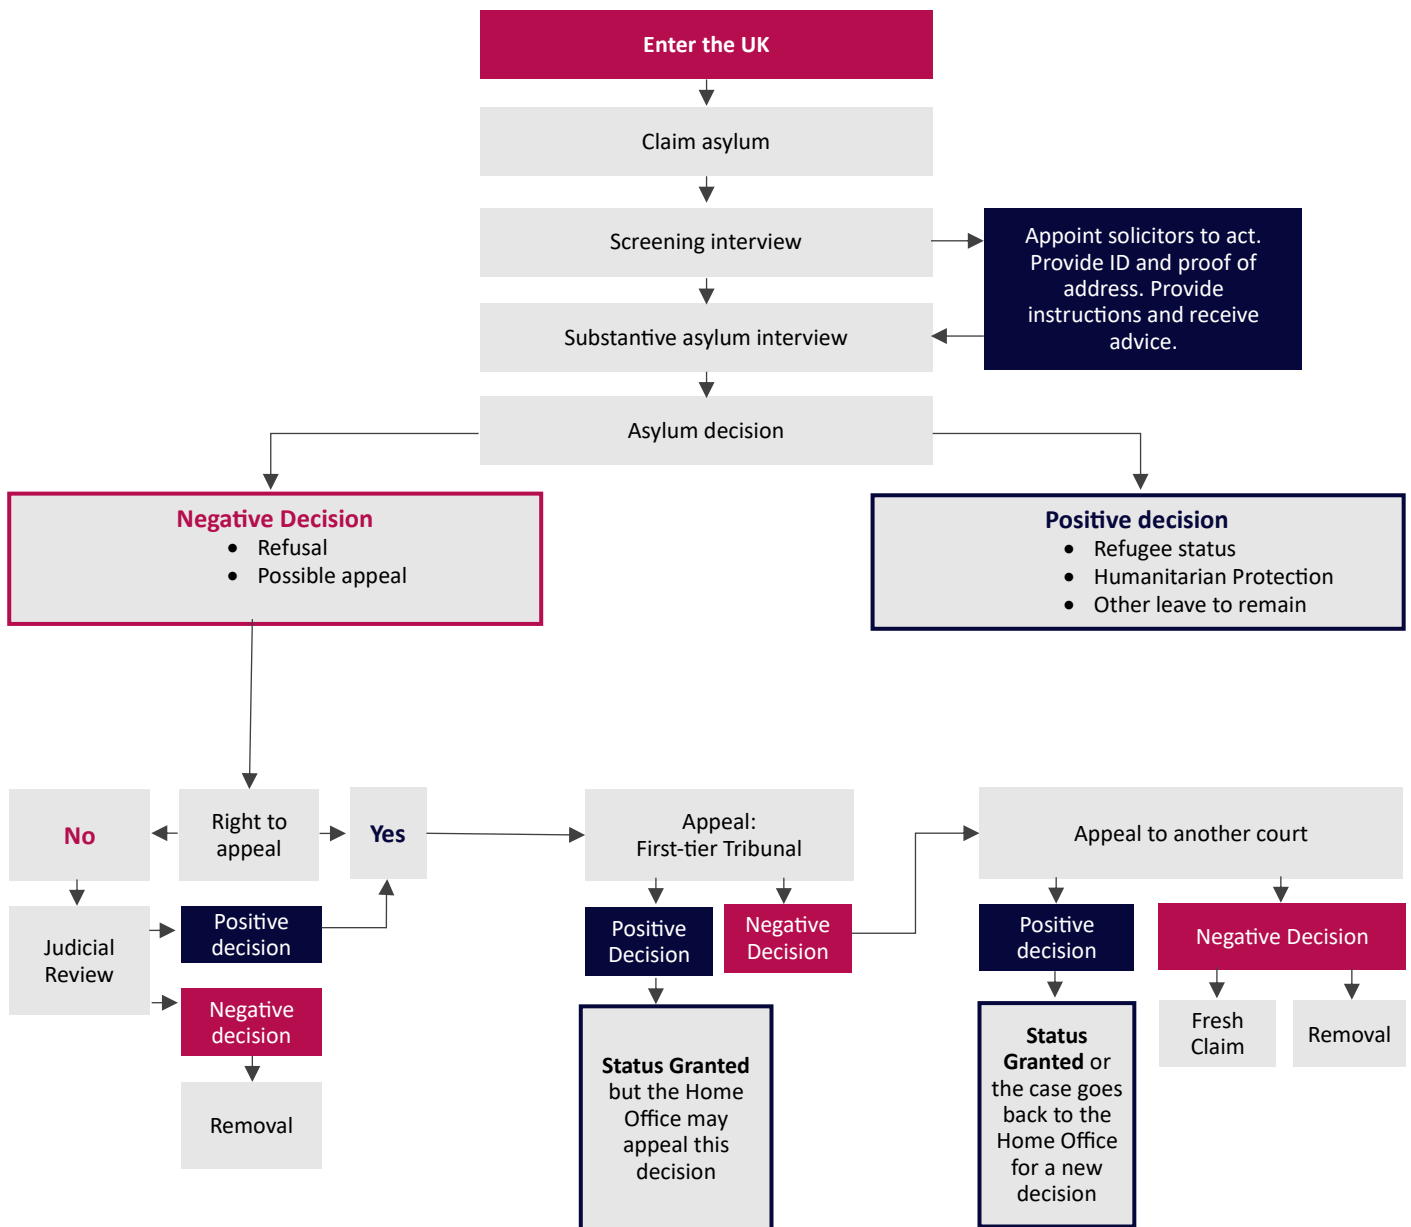 Enter the UK
Claim asylum
Screening interview
Appoint solicitors to act.
Provide ID and proof of
address. Provide
instructions and receive
advice.
Substantive asylum interview
Asylum decision
Negative Decision
• Refusal
• Possible appeal
Positive decision
• Refugee status
• Humanitarian Protection
• Other leave to remain
No
Right to
appeal
Yes
Appeal:
First-tier Tribunal
Appeal to another court
Judicial
Review
Positive
decision
Negative
decision
Removal
Positive
Decision
Negative
Decision
Status Granted
but the Home
Office may
appeal this
decision
Positive
decision
Negative Decision
Status
Granted or
the case goes
back to the
Home Office
for a new
decision
Fresh
Claim
Removal